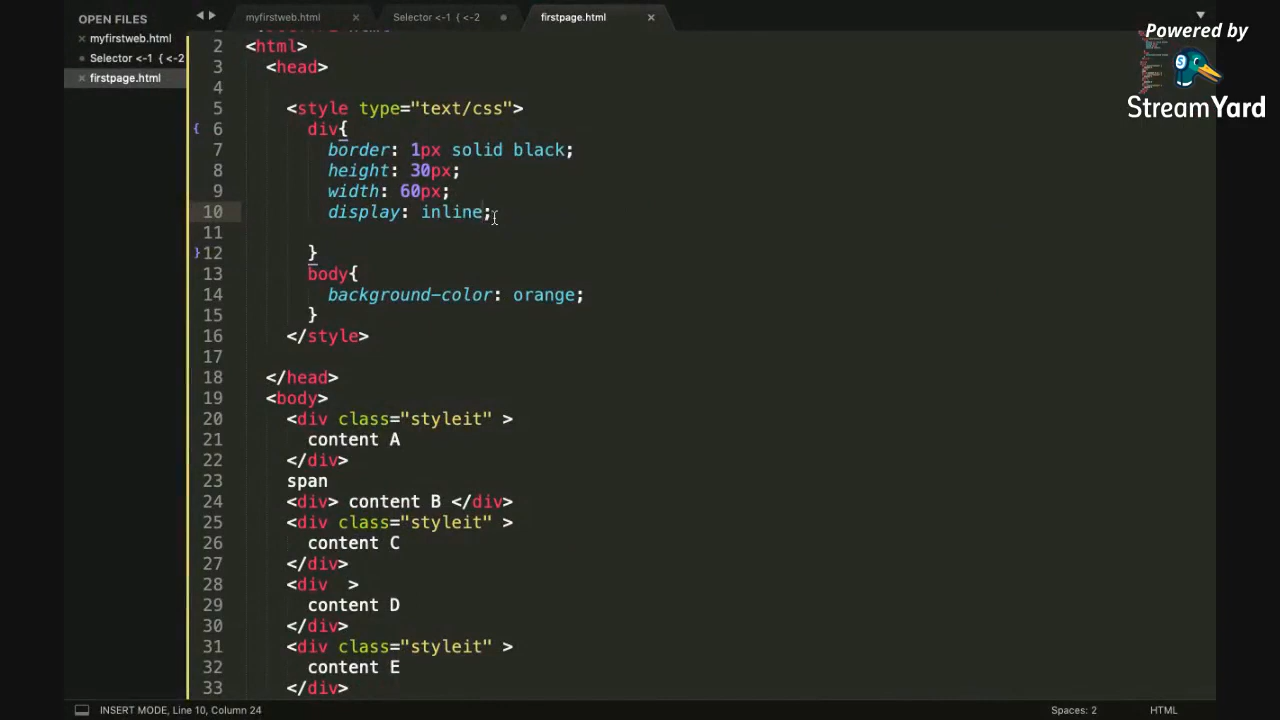 OPEN FILES
myfirstweb.html
Selector <-1 { <-2
firstpage.html
myfirstweb.html
Selector <-1 { <-2
firstpage.html
Powered by
StreamYard
2 <html>
3 <head>
4
5 <style type="text/css">
6 div{
7 border: 1px solid black;
8 height: 30px;
9 width: 60px;
10 display: inline;
11
12 }
13 body{
14 background-color: orange;
15 }
16 </style>
17
18 </head>
19 <body>
20 <div class="styleit" >
21 content A
22 </div>
23 span
24 <div> content B </div>
25 <div class="styleit" >
26 content C
27 </div>
28 <div  >
29 content D
30 </div>
31 <div class="styleit" >
32 content E
33 </div>
INSERT MODE, Line 10, Column 24
Spaces: 2
HTML